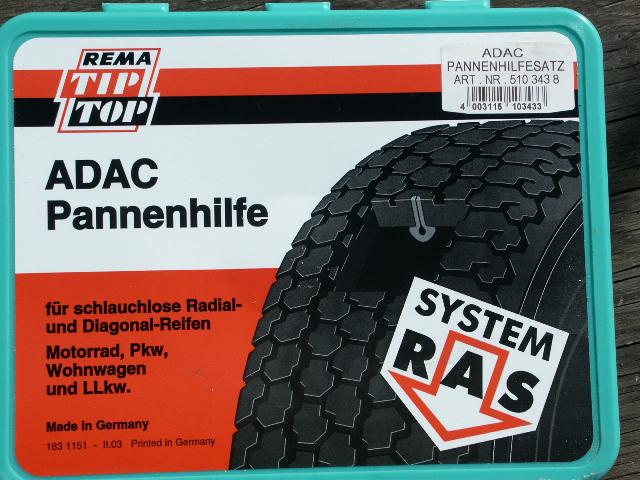 REMA
TIP
TOP
ADAC
PANNENHILFESATZ
ART . NR . 510 343 8
4 003115 103433
ADAC
Pannenhilfe
für schlauchlose Radial-
und Diagonal-Reifen
Motorrad, Pkw,
Wohnwagen
und LLkw.
Made in Germany
183 1151 - II.03 Printed in Germany
SYSTEM
RAS